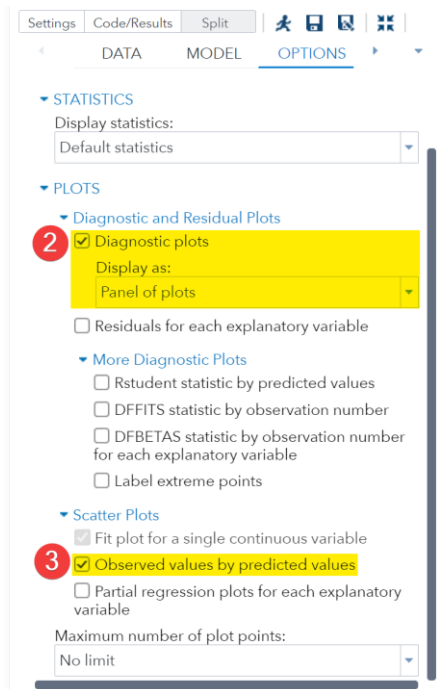 Settings Code/Results Split
DATA MODEL OPTIONS
STATISTICS
Display statistics:
Default statistics
PLOTS
Diagnostic and Residual Plots
2 Diagnostic plots
Display as:
Panel of plots
Residuals for each explanatory variable
More Diagnostic Plots
Rstudent statistic by predicted values
DFFITS statistic by observation number
DFBETAS statistic by observation number
for each explanatory variable
Label extreme points
Scatter Plots
Fit plot for a single continuous variable
3 Observed values by predicted values
Partial regression plots for each explanatory
variable
Maximum number of plot points:
No limit